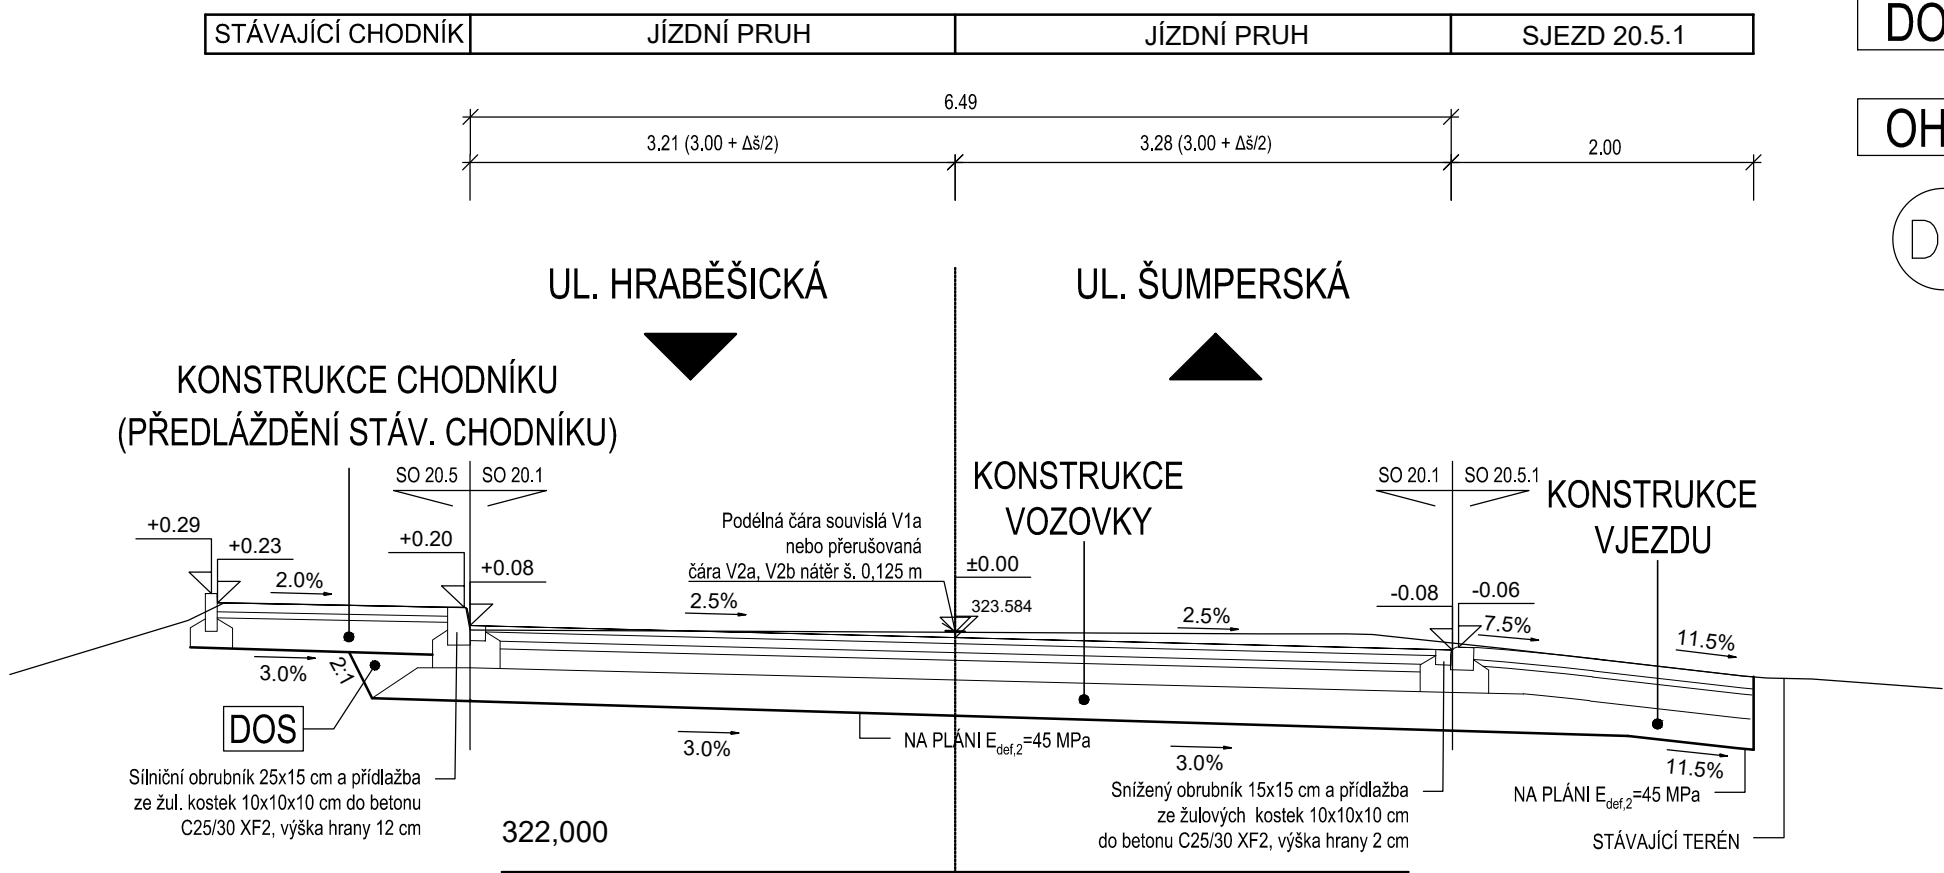 STÁVAJÍCÍ CHODNÍK JÍZDNÍ PRUH JÍZDNÍ PRUH SJEZD 20.5.1
DO
OH
D
6.49
3.21 (3.00 + Δš/2) 3.28 (3.00 + Δš/2) 2.00
UL. HRABĚŠICKÁ UL. ŠUMPERSKÁ
KONSTRUKCE CHODNÍKU
(PŘEDLÁŽDĚNÍ STÁV. CHODNÍKU)
SO 20.5 SO 20.1
KONSTRUKCE
VOZOVKY
SO 20.1 SO 20.5.1
KONSTRUKCE
VJEZDU
+0.29
+0.23
+0.20
+0.08
Podélná čára souvislá V1a
nebo přerušovaná
čára V2a, V2b nátěr š. 0,125 m
±0.00
323.584
-0.08
-0.06
2.0%
2.5%
2.5%
7.5%
11.5%
3.0%
2:1
DOS
3.0%
NA PLÁNI Edef,2=45 MPa
3.0%
11.5%
NA PLÁNI Edef,2=45 MPa
STÁVAJÍCÍ TERÉN
Sílniční obrubník 25x15 cm a přídlažba
ze žul. kostek 10x10x10 cm do betonu
C25/30 XF2, výška hrany 12 cm
Snížený obrubník 15x15 cm a přídlažba
ze žulových kostek 10x10x10 cm
do betonu C25/30 XF2, výška hrany 2 cm
322,000